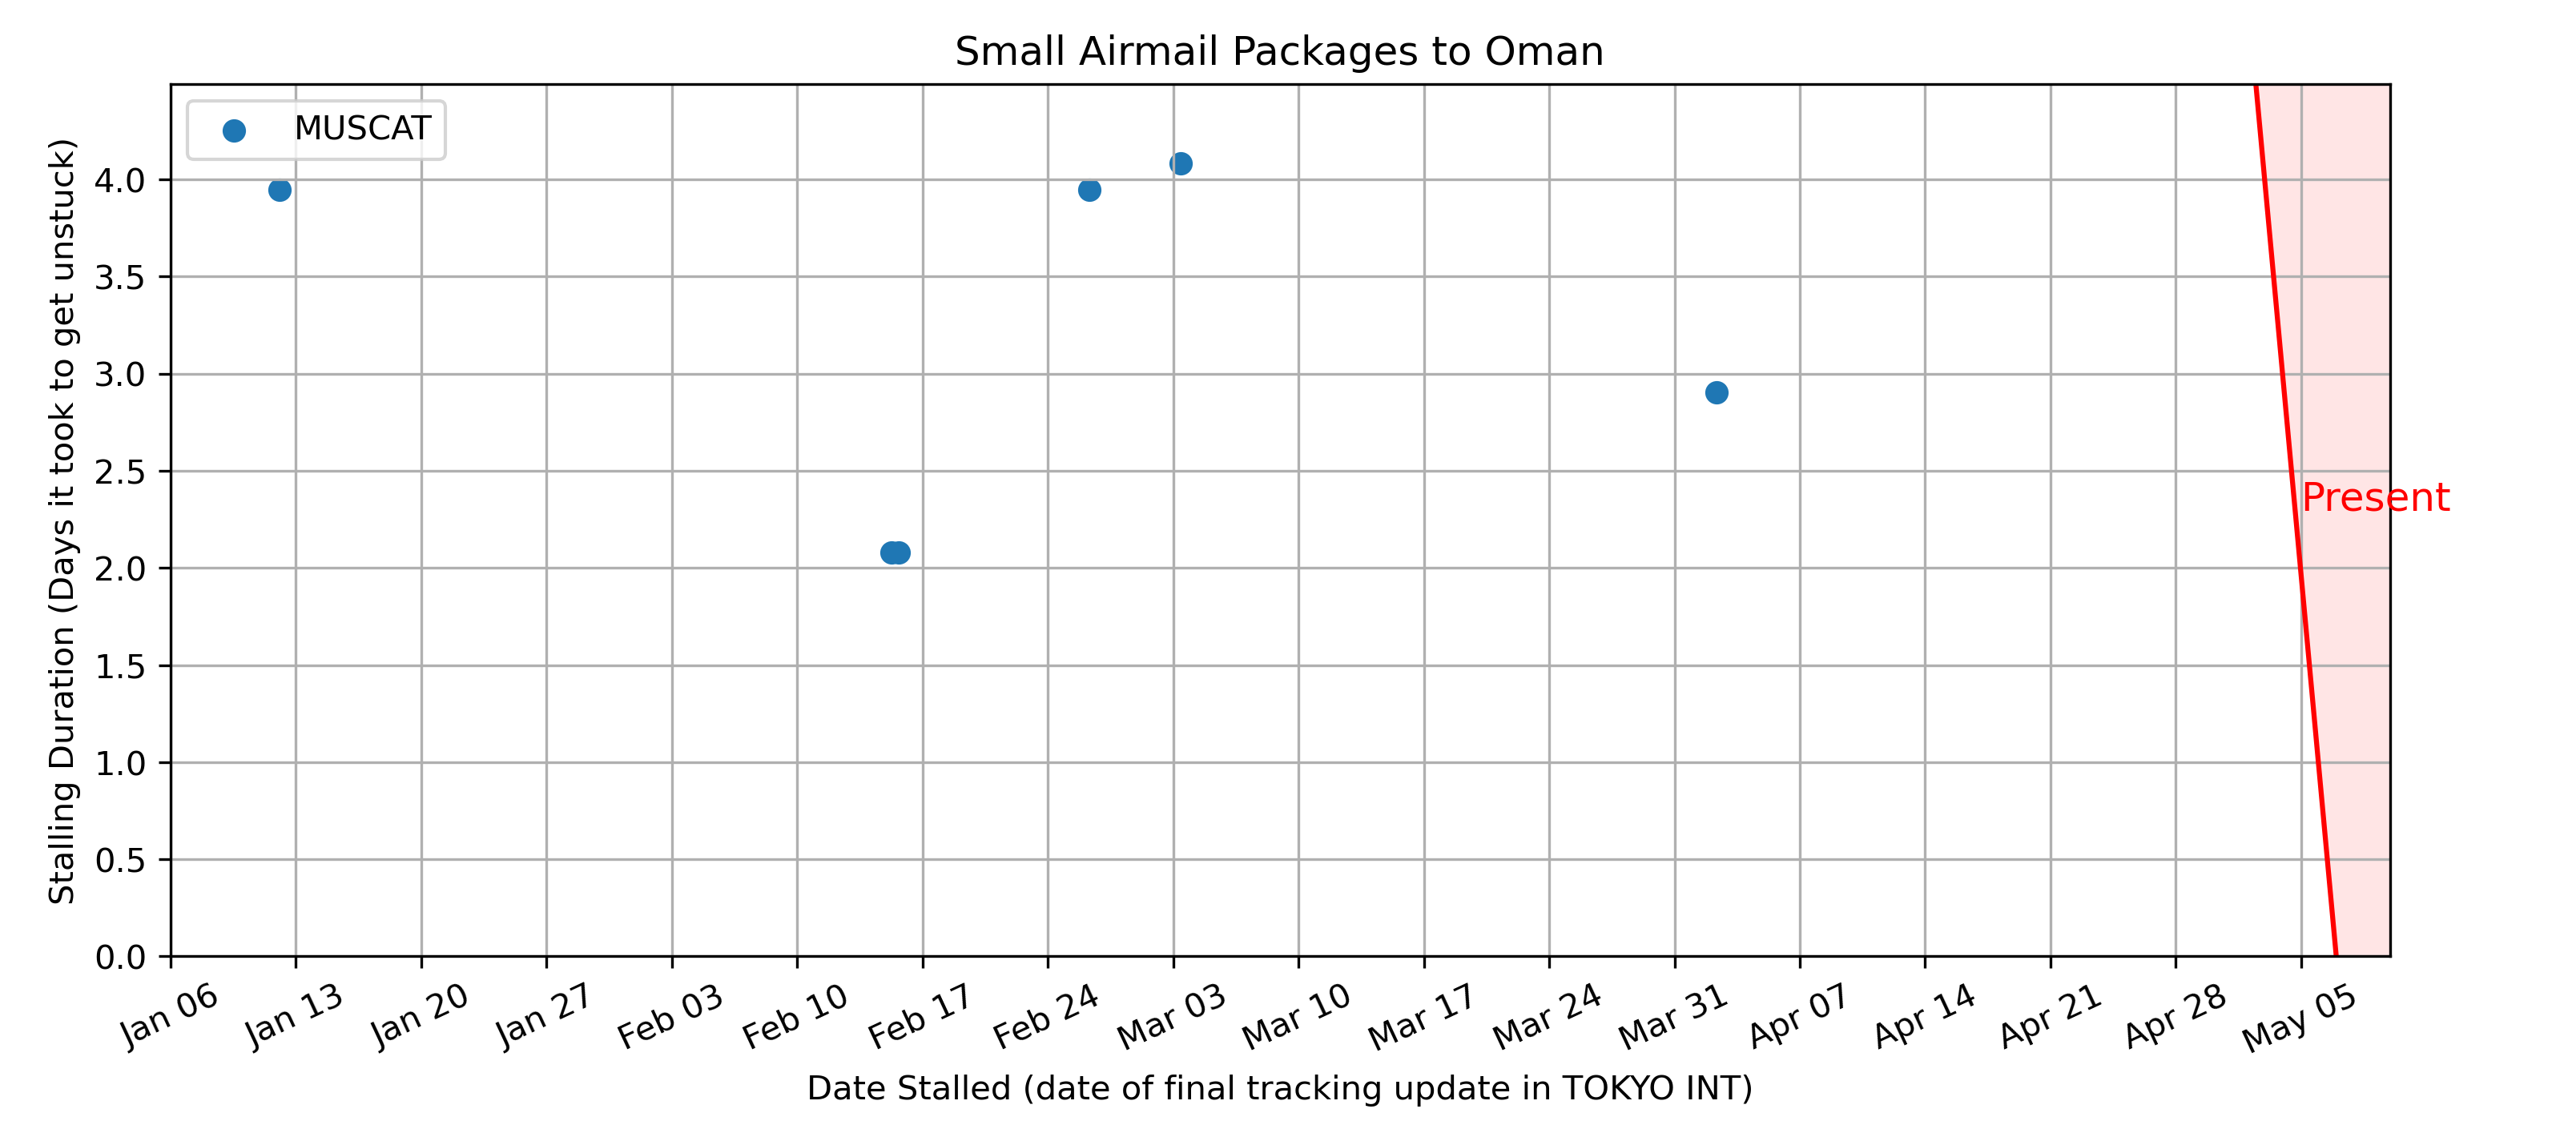 Small Airmail Packages to Oman
MUSCAT
Stalling Duration (Days it took to get unstuck)
4.0
3.5
3.0
2.5
2.0
1.5
1.0
0.5
0.0
Present
Jan 06 Jan 13 Jan 20 Jan 27 Feb 03 Feb 10 Feb 17 Feb 24 Mar 03 Mar 10 Mar 17 Mar 24 Mar 31 Apr 07 Apr 14 Apr 21 Apr 28 May 05
Date Stalled (date of final tracking update in TOKYO INT)